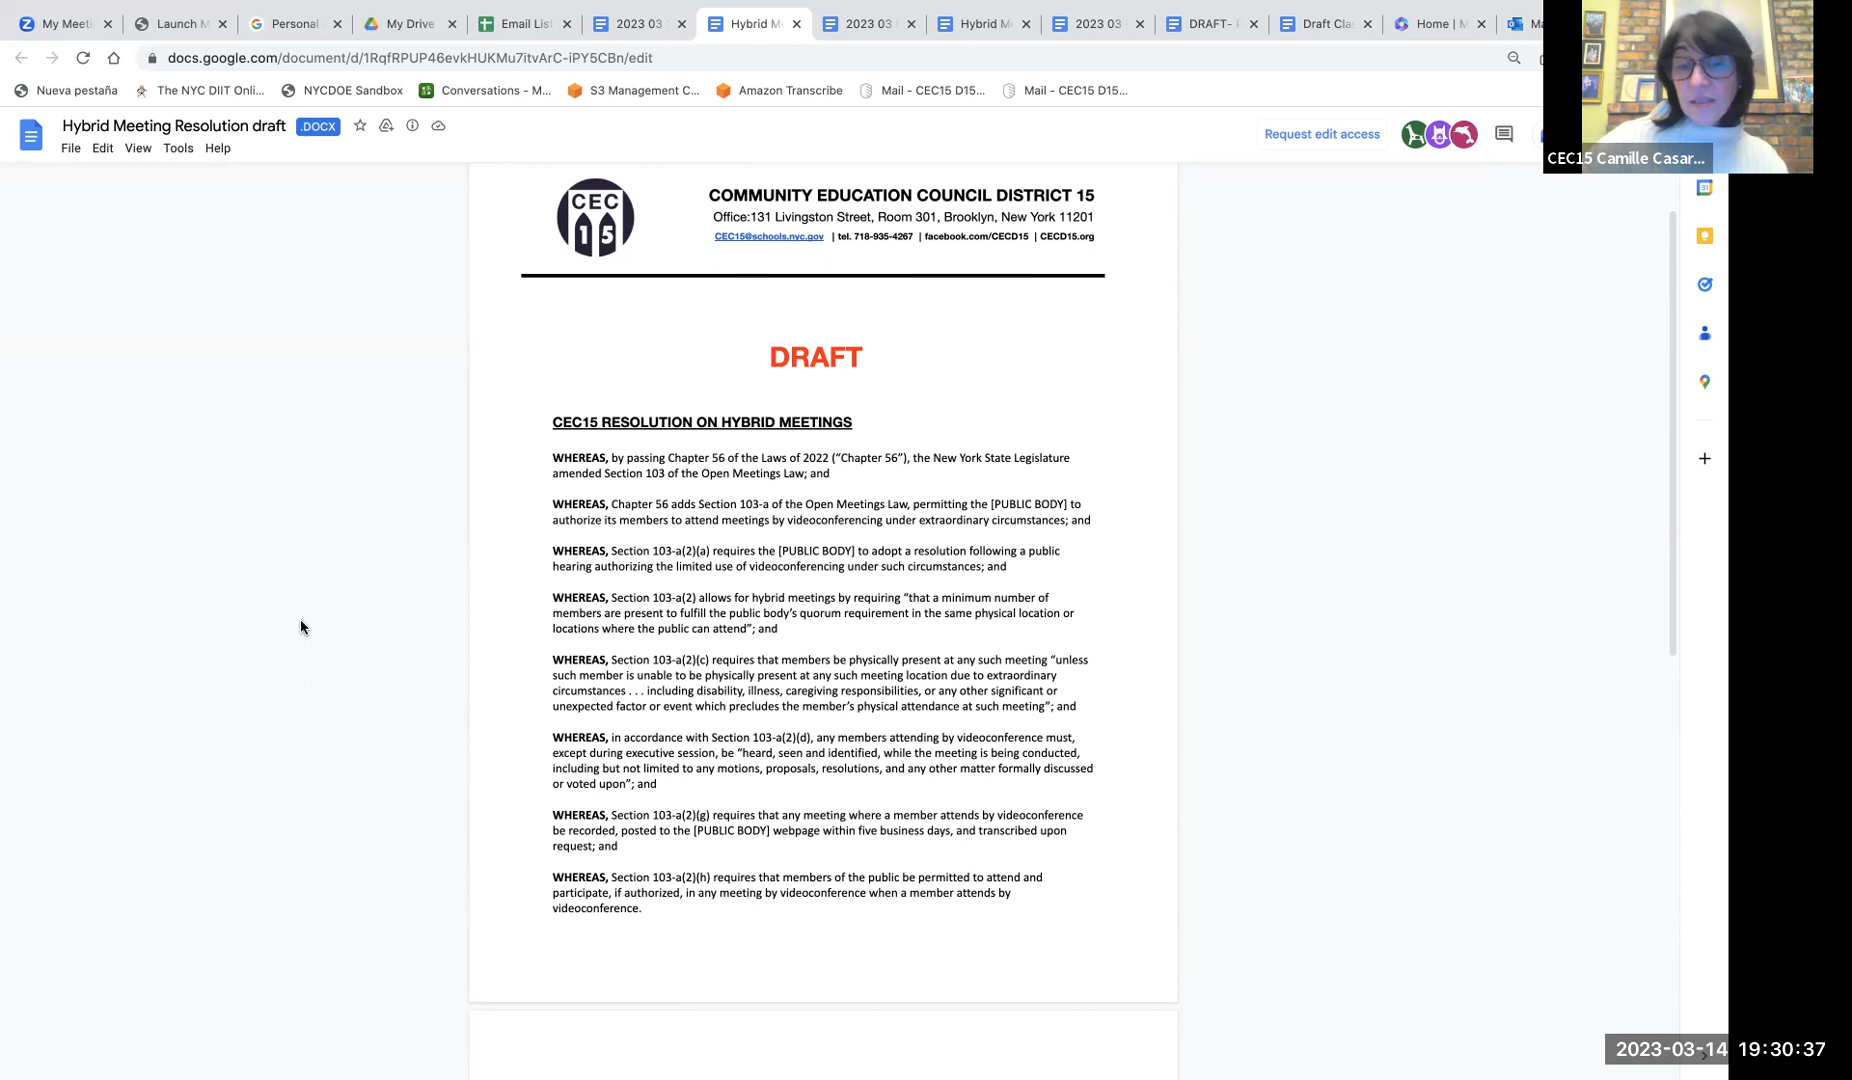 My Meeti
Launch M
Personal
My Drive
Email List
2023 03
Hybrid Me
2023 03
Hybrid Me
2023 03
DRAFT-
Draft Cla
Home | M
Ma
docs.google.com/document/d/1RqfRPUP46evkHUKMu7itvArC-iPY5CBn/edit
Nueva pestaña
The NYC DIIT Onli...
NYCDOE Sandbox
Conversations – M...
S3 Management C...
Amazon Transcribe
Mail - CEC15 D15...
Mail - CEC15 D15...
Hybrid Meeting Resolution draft .DOCX
File Edit View Tools Help
Request edit access
CEC15 Camille Casar...
31
CEC
15
COMMUNITY EDUCATION COUNCIL DISTRICT 15
Office:131 Livingston Street, Room 301, Brooklyn, New York 11201
CEC15@schools.nyc.gov | tel. 718-935-4267 | facebook.com/CECD15 | CECD15.org
DRAFT
CEC15 RESOLUTION ON HYBRID MEETINGS
WHEREAS, by passing Chapter 56 of the Laws of 2022 (“Chapter 56”), the New York State Legislature
amended Section 103 of the Open Meetings Law; and
WHEREAS, Chapter 56 adds Section 103-a of the Open Meetings Law, permitting the [PUBLIC BODY] to
authorize its members to attend meetings by videoconferencing under extraordinary circumstances; and
WHEREAS, Section 103-a(2)(a) requires the [PUBLIC BODY] to adopt a resolution following a public
hearing authorizing the limited use of videoconferencing under such circumstances; and
WHEREAS, Section 103-a(2) allows for hybrid meetings by requiring “that a minimum number of
members are present to fulfill the public body’s quorum requirement in the same physical location or
locations where the public can attend”; and
WHEREAS, Section 103-a(2)(c) requires that members be physically present at any such meeting “unless
such member is unable to be physically present at any such meeting location due to extraordinary
circumstances . . . including disability, illness, caregiving responsibilities, or any other significant or
unexpected factor or event which precludes the member’s physical attendance at such meeting”; and
WHEREAS, in accordance with Section 103-a(2)(d), any members attending by videoconference must,
except during executive session, be “heard, seen and identified, while the meeting is being conducted,
including but not limited to any motions, proposals, resolutions, and any other matter formally discussed
or voted upon”; and
WHEREAS, Section 103-a(2)(g) requires that any meeting where a member attends by videoconference
be recorded, posted to the [PUBLIC BODY] webpage within five business days, and transcribed upon
request; and
WHEREAS, Section 103-a(2)(h) requires that members of the public be permitted to attend and
participate, if authorized, in any meeting by videoconference when a member attends by
videoconference.
2023-03-14 19:30:37